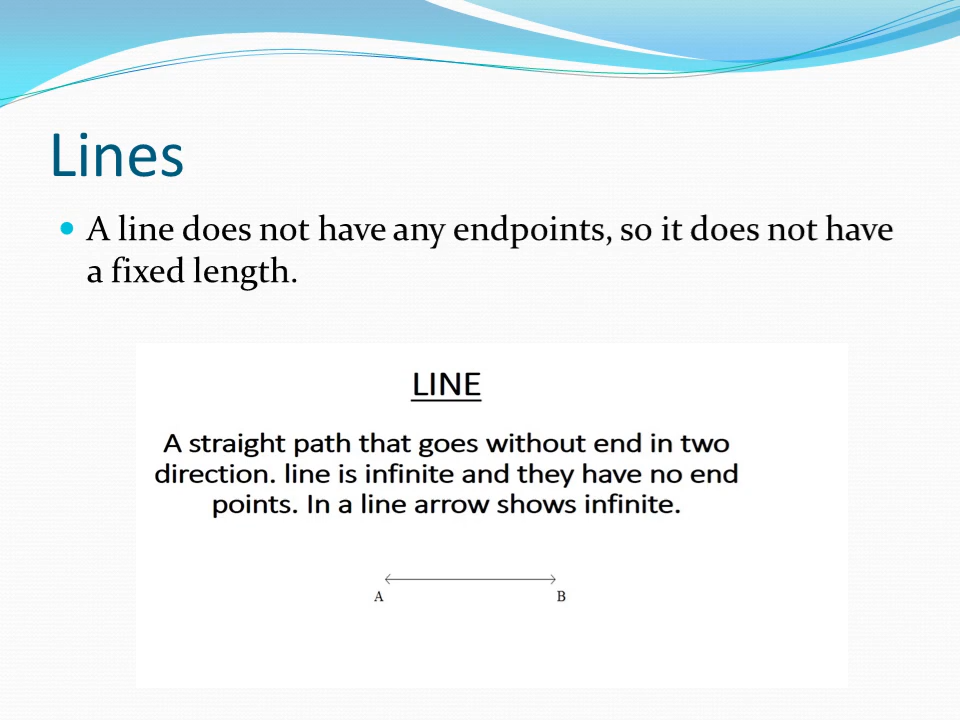 Lines
A line does not have any endpoints, so it does not have
a fixed length.
LINE
A straight path that goes without end in two
direction. line is infinite and they have no end
points. In a line arrow shows infinite.
A B